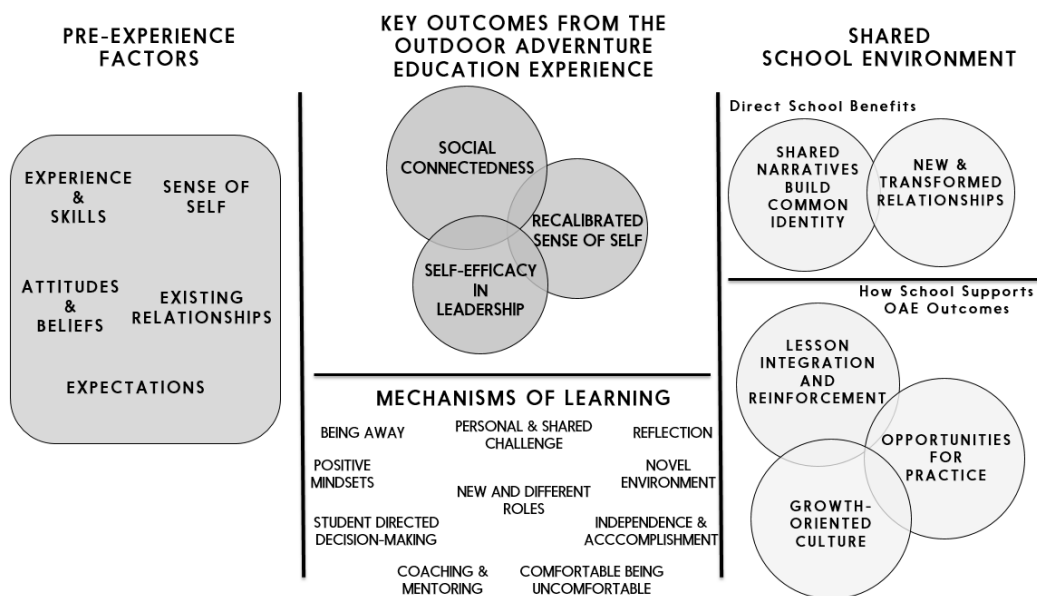 PRE-EXPERIENCE
FACTORS
EXPERIENCE
&
SKILLS
SENSE OF
SELF
ATTITUDES
&
BELIEFS
EXISTING
RELATIONSHIPS
EXPECTATIONS
KEY OUTCOMES FROM THE
OUTDOOR ADVERNTURE
EDUCATION EXPERIENCE
SOCIAL
CONNECTEDNESS
RECALIBRATED
SENSE OF SELF
SELF-EFFICACY
IN
LEADERSHIP
MECHANISMS OF LEARNING
BEING AWAY
PERSONAL & SHARED
CHALLENGE
REFLECTION
POSITIVE
MINDSETS
NEW AND DIFFERENT
ROLES
NOVEL
ENVIRONMENT
STUDENT DIRECTED
DECISION-MAKING
INDEPENDENCE &
ACCCOMPLISHMENT
COACHING &
MENTORING
COMFORTABLE BEING
UNCOMFORTABLE
SHARED
SCHOOL ENVIRONMENT
Direct School Benefits
SHARED
NARRATIVES
BUILD
COMMON
IDENTITY
NEW &
TRANSFORMED
RELATIONSHIPS
How School Supports
OAE Outcomes
LESSON
INTEGRATION
AND
REINFORCEMENT
OPPORTUNITIES
FOR
PRACTICE
GROWTH-
ORIENTED
CULTURE